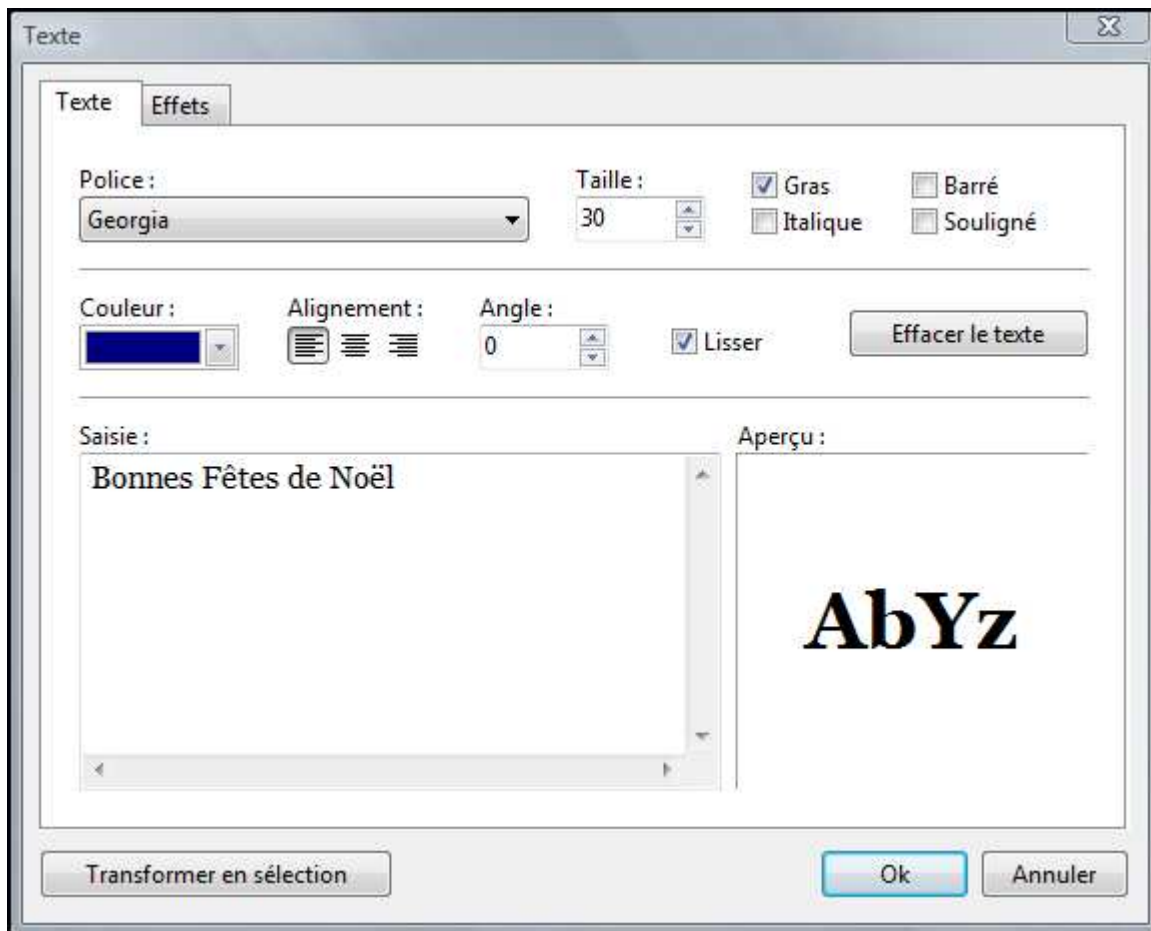 Texte
Texte Effets
Police : Taille : Gras Barré
Georgia 30 Italique Souligné
Couleur : Alignement : Angle :
0 Lisser Effacer le texte
Saisie : Aperçu :
Bonnes Fêtes de Noël
AbYz
Transformer en sélection Ok Annuler